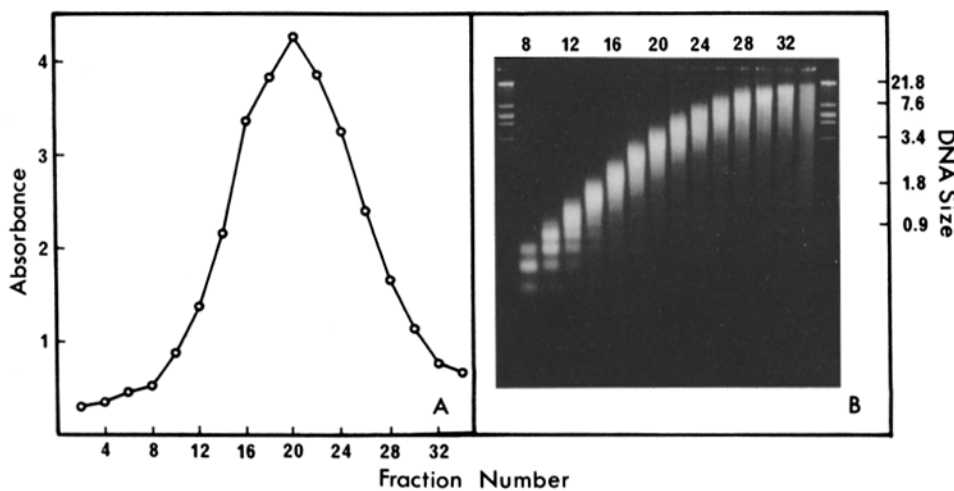 4
3
2
1
Absorbance
4 8 12 16 20 24 28 32
A
8 12 16 20 24 28 32
21.8
7.6
3.4
1.8
0.9
DNA Size
B
Fraction Number